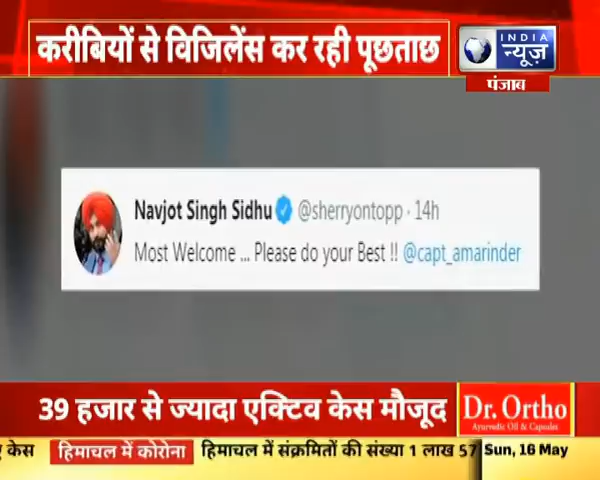 करीबियों से विजिलेंस कर रही पूछताछ
INDIA
न्यूज़
पंजाब
Navjot Singh Sidhu @sherryontopp · 14h
Most Welcome ... Please do your Best !! @capt_amarinder
39 हजार से ज्यादा एक्टिव केस मौजूद
Dr. Ortho
Ayurvedic Oil & Capsules
केस हिमाचल में कोरोना हिमाचल में संक्रमितों की संख्या 1 लाख 57 Sun, 16 May